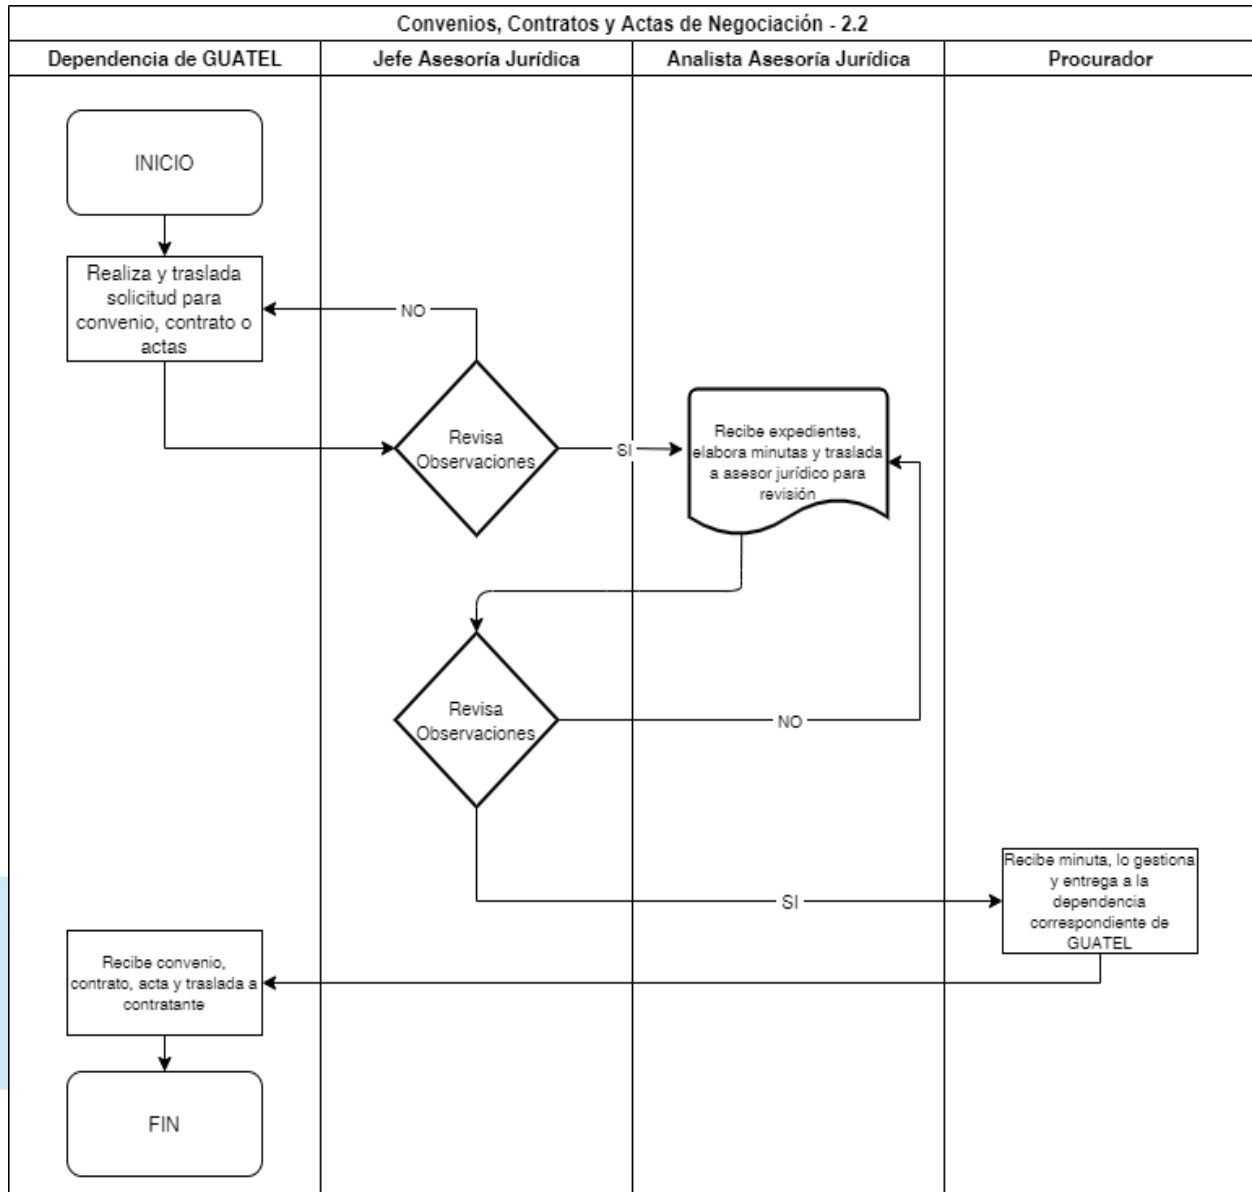 Convenios, Contratos y Actas de Negociación - 2.2
Dependencia de GUATEL
Jefe Asesoría Jurídica
Analista Asesoría Jurídica
Procurador
INICIO
Realiza y traslada
solicitud para
convenio, contrato o
actas
NO
Revisa
Observaciones
SI
Recibe expedientes,
elabora minutas y traslada
a asesor jurídico para
revisión
Revisa
Observaciones
NO
SI
Recibe minuta, lo gestiona
y entrega a la
dependencia
correspondiente de
GUATEL
Recibe convenio,
contrato, acta y traslada a
contratante
FIN